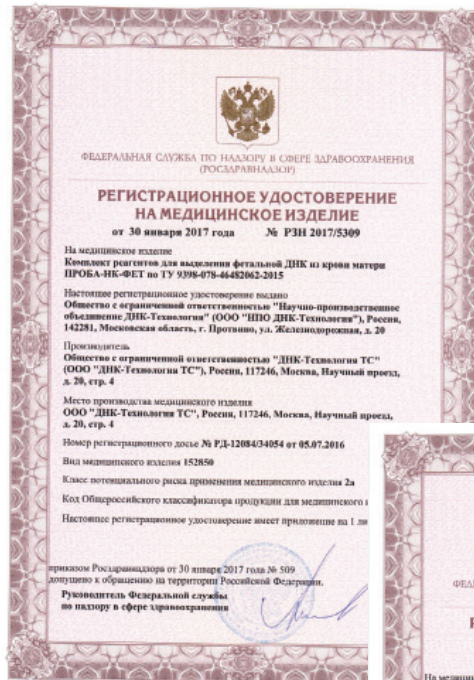 ФЕДЕРАЛЬНАЯ СЛУЖБА ПО НАДЗОРУ В СФЕРЕ ЗДРАВООХРАНЕНИЯ
(РОСЗДРАВНАДЗОР)
РЕГИСТРАЦИОННОЕ УДОСТОВЕРЕНИЕ
НА МЕДИЦИНСКОЕ ИЗДЕЛИЕ
от 30 января 2017 года № РЗН 2017/5309
На медицинское изделие
Комплект реагентов для выделения фетальной ДНК из крови матери
ПРОБА-НК-ФЕТ по ТУ 9398-078-46482062-2015
Настоящее регистрационное удостоверение выдано
Общество с ограниченной ответственностью "Научно-производственное
объединение ДНК-Технология" (ООО "НПО ДНК-Технология"), Россия,
142281, Московская область, г. Протвино, ул. Железнодорожная, д. 20
Производитель
Общество с ограниченной ответственностью "ДНК-Технология ТС"
(ООО "ДНК-Технология ТС"), Россия, 117246, Москва, Научный проезд,
д. 20, стр. 4
Место производства медицинского изделия
ООО "ДНК-Технология ТС", Россия, 117246, Москва, Научный проезд,
д. 20, стр. 4
Номер регистрационного досье № РД-12084/34054 от 05.07.2016
Вид медицинского изделия 152850
Класс потенциального риска применения медицинского изделия 2а
Код Общероссийского классификатора продукции для медицинского и
Настоящее регистрационное удостоверение имеет приложение на 1 ли
приказом Росздравнадзора от 30 января 2017 года № 509
допущено к обращению на территории Российской Федерации.
Руководитель Федеральной службы
по надзору в сфере здравоохранения
ФЕДЕ
Р
На медицин